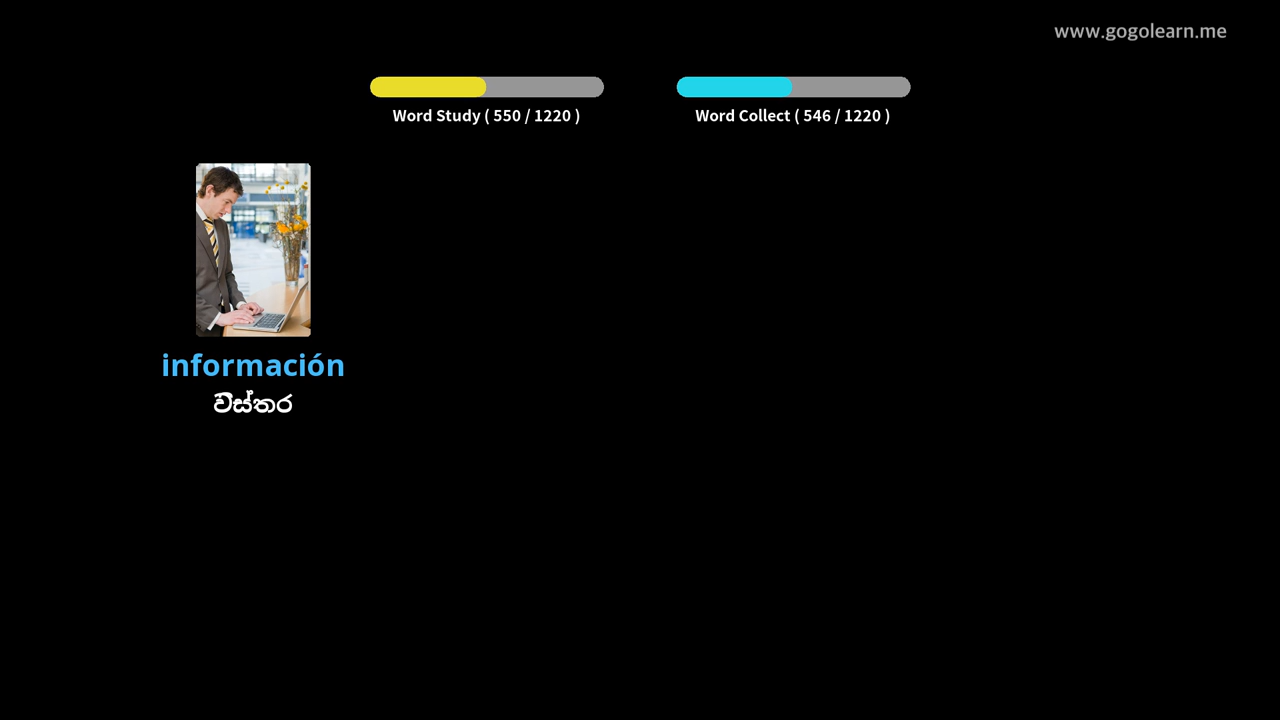 www.gogolearn.me
Word Study ( 550 / 1220 )
Word Collect ( 546 / 1220 )
información
විස්තර